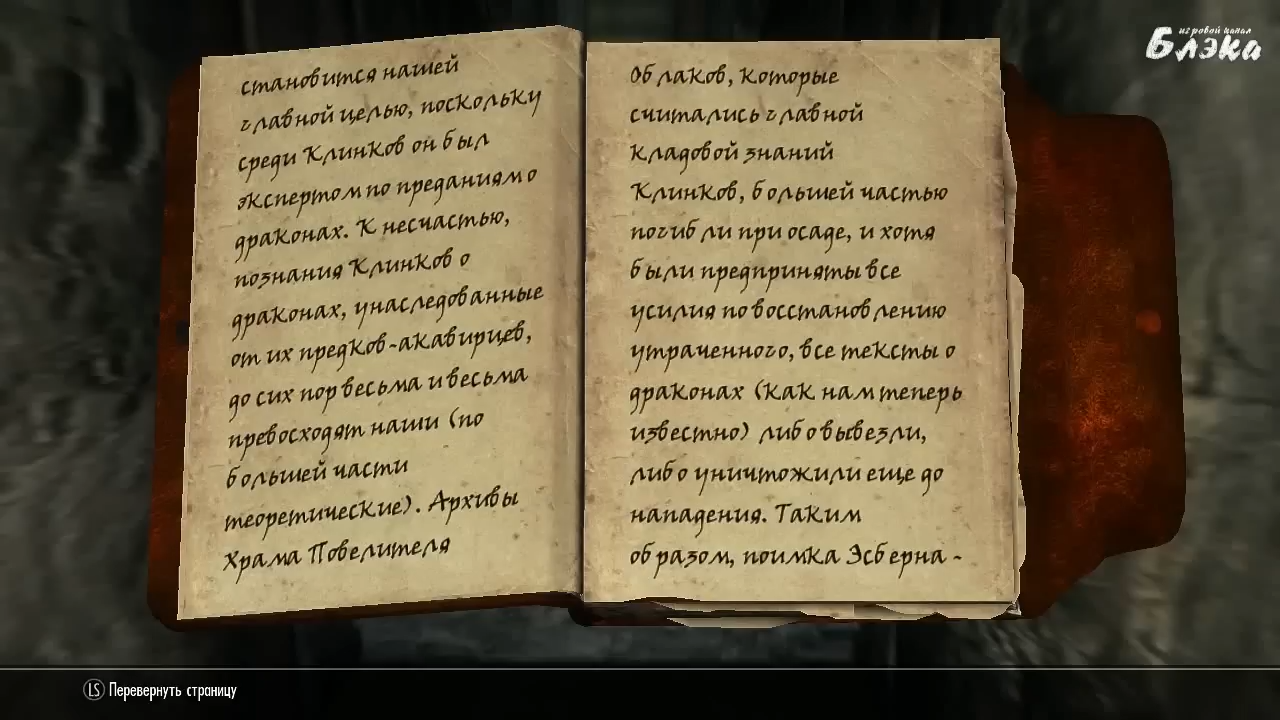 становится нашей
главной целью, поскольку
среди Клинков он был
экспертом по преданиям о
драконах. К несчастью,
познания Клинков о
драконах, унаследованные
от их предков-акавирцев,
до сих пор весьма и весьма
превосходят наши (по
большей части
теоретические). Архивы
Храма Повелителя
Облаков, которые
считались главной
кладовой знаний
Клинков, большей частью
погибли при осаде, и хотя
были предприняты все
усилия по восстановлению
утраченного, все тексты о
драконах (как нам теперь
известно) либо вывезли,
либо уничтожили еще до
нападения. Таким
образом, поимка Эсберна -
игровой канал
Блэка
LS Перевернуть страницу